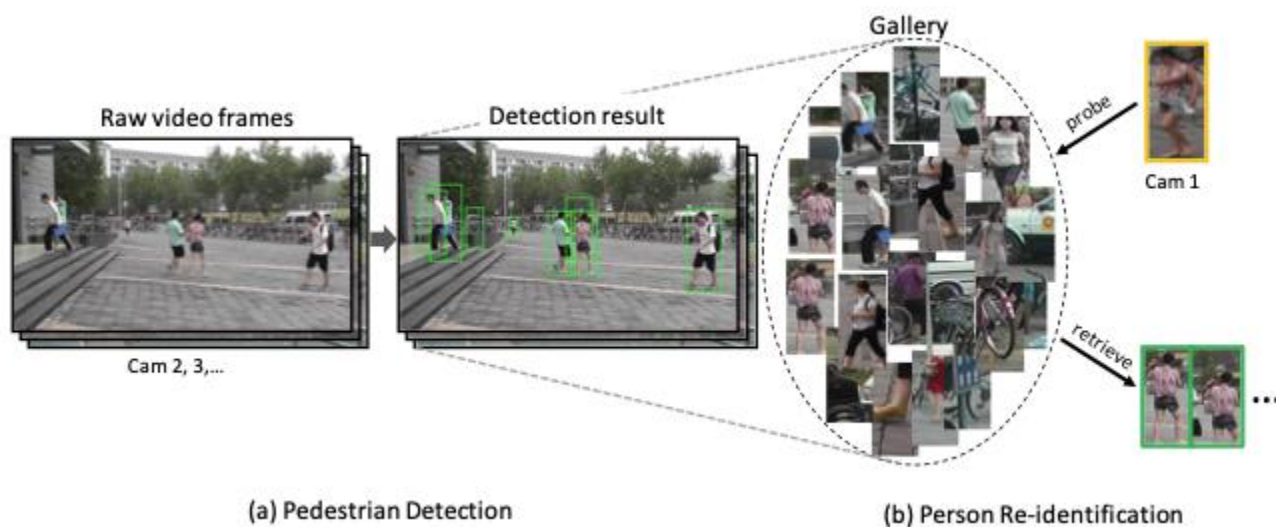 Gallery
Raw video frames
Detection result
probe
Cam 1
Cam 2, 3,...
retrieve
...
(a) Pedestrian Detection
(b) Person Re-identification